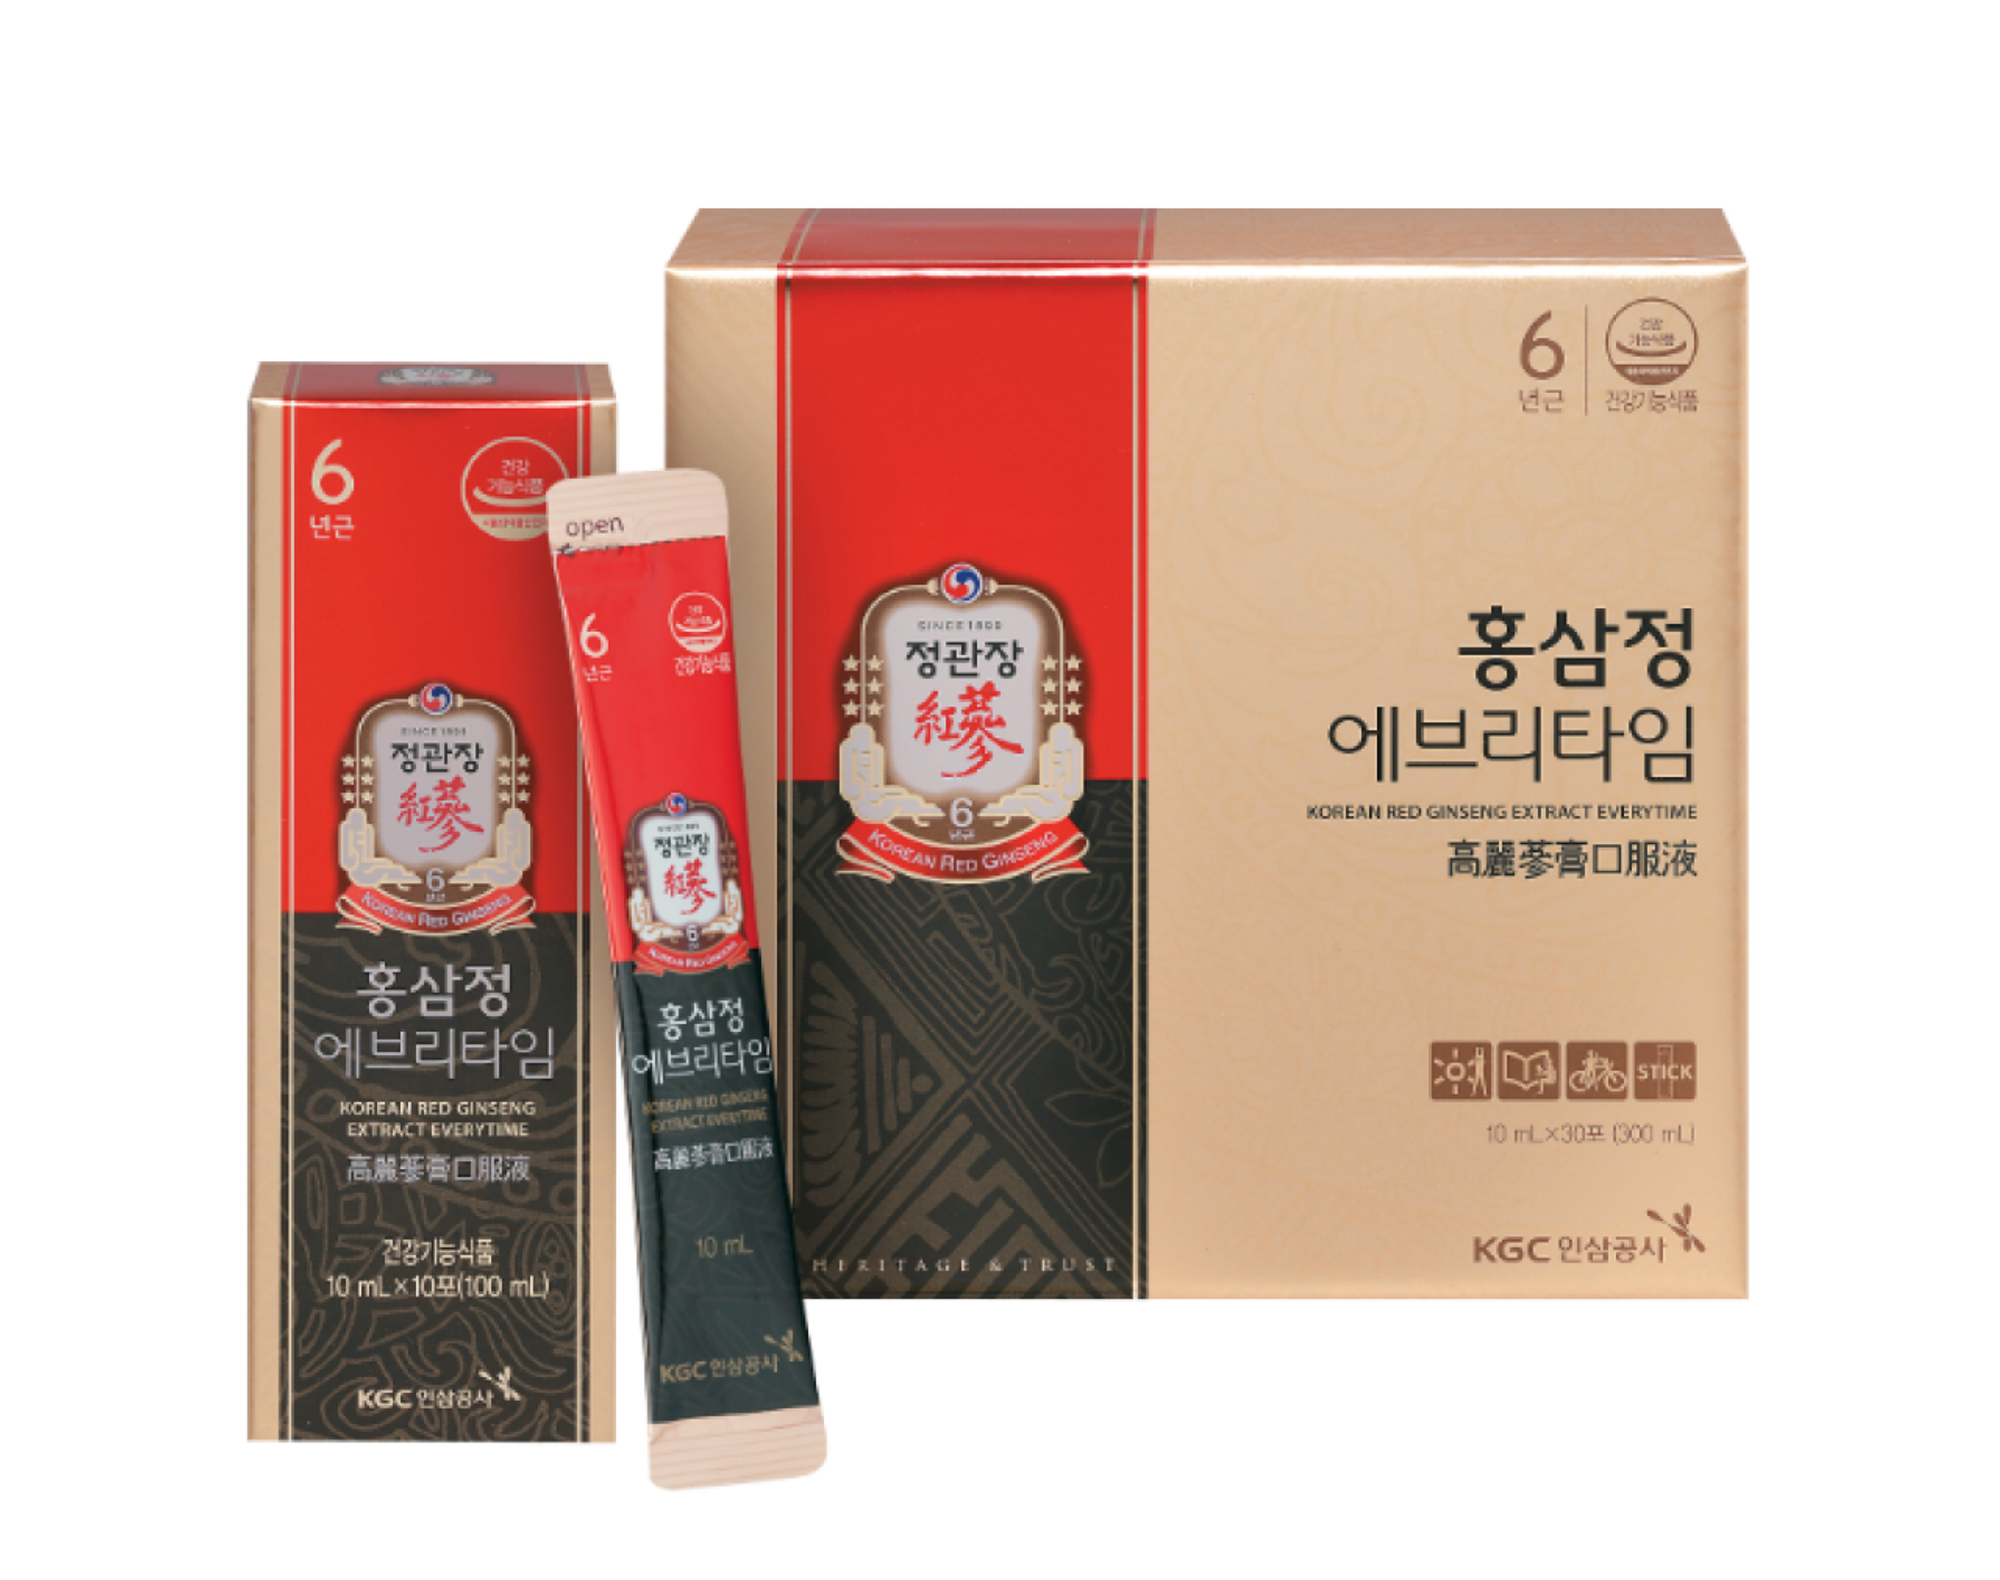 6
년근
건강
기능식품
SINCE 1899
정관장
紅蔘
6
년근
KOREAN RED GINSENG
홍삼정
에브리타임
KOREAN RED GINSENG
EXTRACT EVERYTIME
高麗蔘膏口服液
건강기능식품
10 mL×10포(100 mL)
KGC 인삼공사
open
6
년근
건강기능식품
정관장
紅蔘
6
KOREAN RED GINSENG
홍삼정
에브리타임
KOREAN RED GINSENG
EXTRACT EVERYTIME
高麗蔘膏口服液
10 mL
KGC 인삼공사
SINCE 1899
정관장
紅蔘
6
년근
KOREAN RED GINSENG
HERITAGE & TRUST
6
년근
건강
기능식품
건강기능식품
홍삼정
에브리타임
KOREAN RED GINSENG EXTRACT EVERYTIME
高麗蔘膏口服液
STICK
10 mL×30포 (300 mL)
KGC 인삼공사